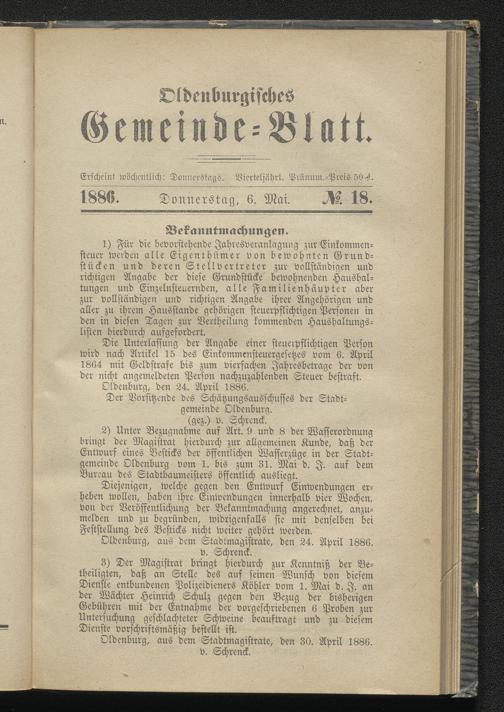 n.
Oldenburgisches
Gemeinde=Blatt.
Erscheint wöchentlich: Donnerstags. Vierteljährl. Pränum.=Preis 50 ₰.
1886. Donnerstag, 6. Mai. № 18.
Bekanntmachungen.
1) Für die bevorstehende Jahresveranlagung zur Einkommen-
steuer werden alle Eigenthümer von bewohnten Grund-
stücken und deren Stellvertreter zur vollständigen und
richtigen Angabe der diese Grundstücke bewohnenden Haushal-
tungen und Einzelnsteuernden, alle Familienhäupter aber
zur vollständigen und richtigen Angabe ihrer Angehörigen und
aller zu ihrem Hausstande gehörigen steuerpflichtigen Personen in
den in diesen Tagen zur Vertheilung kommenden Haushaltungs-
listen hierdurch aufgefordert.
Die Unterlassung der Angabe einer steuerpflichtigen Person
wird nach Artikel 15 des Einkommensteuergesetzes vom 6. April
1864 mit Geldstrafe bis zum vierfachen Jahresbetrage der von
der nicht angemeldeten Person nachzuzahlenden Steuer bestraft.
Oldenburg, den 24. April 1886.
Der Vorsitzende des Schätzungsausschusses der Stadt-
gemeinde Oldenburg.
(gez.) v. Schrenck.
2) Unter Bezugnahme auf Art. 9 und 8 der Wasserordnung
bringt der Magistrat hierdurch zur allgemeinen Kunde, daß der
Entwurf eines Besticks der öffentlichen Wasserzüge in der Stadt-
gemeinde Oldenburg vom 1. bis zum 31. Mai d. J. auf dem
Bureau des Stadtbaumeisters öffentlich ausliegt.
Diejenigen, welche gegen den Entwurf Einwendungen er-
heben wollen, haben ihre Einwendungen innerhalb vier Wochen,
von der Veröffentlichung der Bekanntmachung angerechnet, anzu-
melden und zu begründen, widrigenfalls sie mit denselben bei
Feststellung des Besticks nicht weiter gehört werden.
Oldenburg, aus dem Stadtmagistrate, den 24. April 1886.
v. Schrenck.
3) Der Magistrat bringt hierdurch zur Kenntniß der Be-
theiligten, daß an Stelle des auf seinen Wunsch von diesem
Dienste entbundenen Polizeidieners Köhler vom 1. Mai d. J. an
der Wächter Heinrich Schulz gegen den Bezug der bisherigen
Gebühren mit der Entnahme der vorgeschriebenen 6 Proben zur
Untersuchung geschlachteter Schweine beauftragt und zu diesem
Dienste vorschriftsmäßig bestellt ist.
Oldenburg, aus dem Stadtmagistrate, den 30. April 1886.
v. Schrenck.